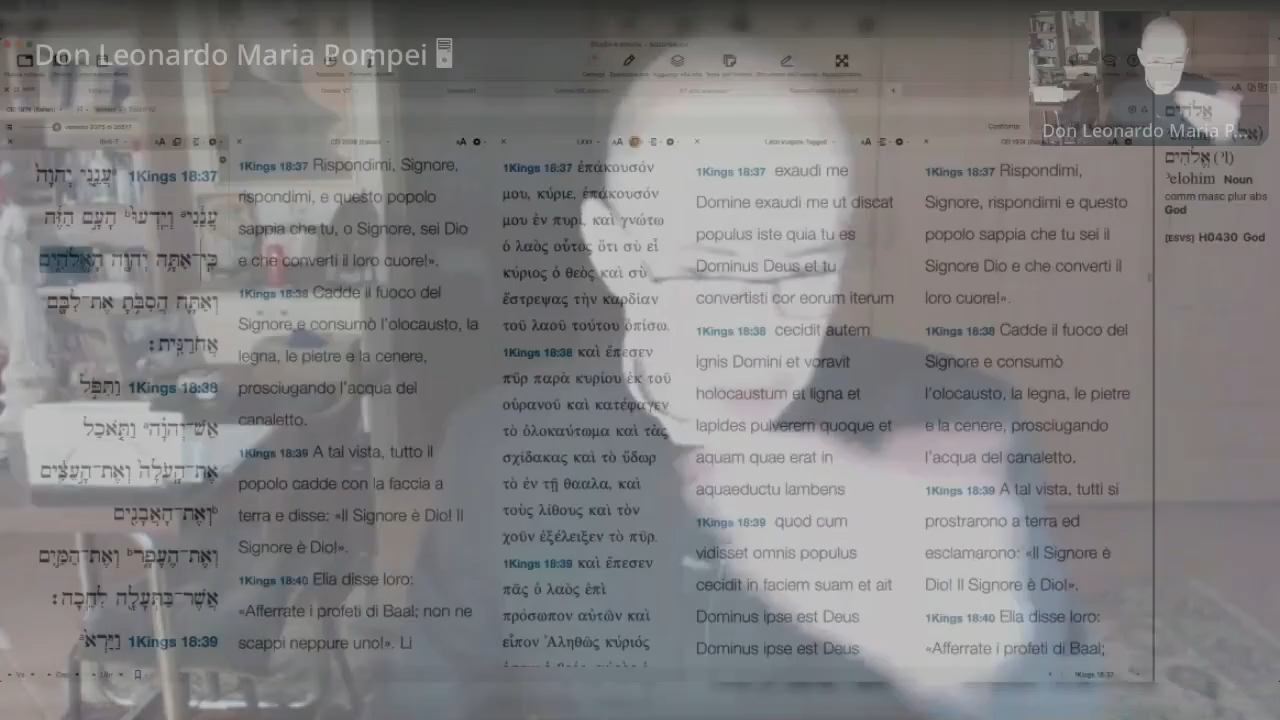 Don Leonardo Maria Pompei
Don Leonardo Maria P...
1Kings 18:37 עֲנֵנִי יְהוָה
עֲנֵנִי וְיֵדְעוּ הָעָם הַזֶּה
כִּי־אַתָּה יְהוָה הָאֱלֹהִים
וְאַתָּה הֲסִבֹּתָ אֶת־לִבָּם
אֲחֹרַנִּית׃
1Kings 18:38 וַתִּפֹּל
אֵשׁ־יְהוָה וַתֹּאכַל
אֶת־הָעֹלָה וְאֶת־הָעֵצִים
וְאֶת־הָאֲבָנִים
וְאֶת־הֶעָפָר וְאֶת־הַמַּיִם
אֲשֶׁר־בַּתְּעָלָה לִחֵכָה׃
1Kings 18:39 וַיַּרְא
1Kings 18:37 Rispondimi, Signore,
rispondimi, e questo popolo
sappia che tu, o Signore, sei Dio
e che converti il loro cuore!».
1Kings 18:38 Cadde il fuoco del
Signore e consumò l'olocausto, la
legna, le pietre e la cenere,
prosciugando l'acqua del
canaletto.
1Kings 18:39 A tal vista, tutto il
popolo cadde con la faccia a
terra e disse: «Il Signore è Dio! Il
Signore è Dio!».
1Kings 18:40 Elia disse loro:
«Afferrate i profeti di Baal; non ne
scappi neppure uno!». Li
1Kings 18:37 ἐπάκουσόν
μου, κύριε, ἐπάκουσόν
μου ἐν πυρί, καὶ γνώτω
ὁ λαὸς οὗτος ὅτι σὺ εἶ
κύριος ὁ θεὸς καὶ σὺ
ἔστρεψας τὴν καρδίαν
τοῦ λαοῦ τούτου ὀπίσω.
1Kings 18:38 καὶ ἔπεσεν
πῦρ παρὰ κυρίου ἐκ τοῦ
οὐρανοῦ καὶ κατέφαγεν
τὸ ὁλοκαύτωμα καὶ τὰς
σχίδακας καὶ τὸ ὕδωρ
τὸ ἐν τῇ θααλα, καὶ
τοὺς λίθους καὶ τὸν
χοῦν ἐξέλειξεν τὸ πῦρ.
1Kings 18:39 καὶ ἔπεσεν
πᾶς ὁ λαὸς ἐπὶ
πρόσωπον αὐτῶν καὶ
εἶπον Ἀληθῶς κύριός
1Kings 18:37 exaudi me
Domine exaudi me ut discat
populus iste quia tu es
Dominus Deus et tu
convertisti cor eorum iterum
1Kings 18:38 cecidit autem
ignis Domini et voravit
holocaustum et ligna et
lapides pulverem quoque et
aquam quae erat in
aquaeductu lambens
1Kings 18:39 quod cum
vidisset omnis populus
cecidit in faciem suam et ait
Dominus ipse est Deus
Dominus ipse est Deus
1Kings 18:37 Rispondimi,
Signore, rispondimi e questo
popolo sappia che tu sei il
Signore Dio e che converti il
loro cuore!».
1Kings 18:38 Cadde il fuoco del
Signore e consumò
l'olocausto, la legna, le pietre
e la cenere, prosciugando
l'acqua del canaletto.
1Kings 18:39 A tal vista, tutti si
prostrarono a terra ed
esclamarono: «Il Signore è
Dio! Il Signore è Dio!».
1Kings 18:40 Elia disse loro:
«Afferrate i profeti di Baal;
1Kings 18:37
אֱלֹהִים
אֱלֹהִים
ʾelohim Noun
comm masc plur abs
God
[ESVS] H0430 God